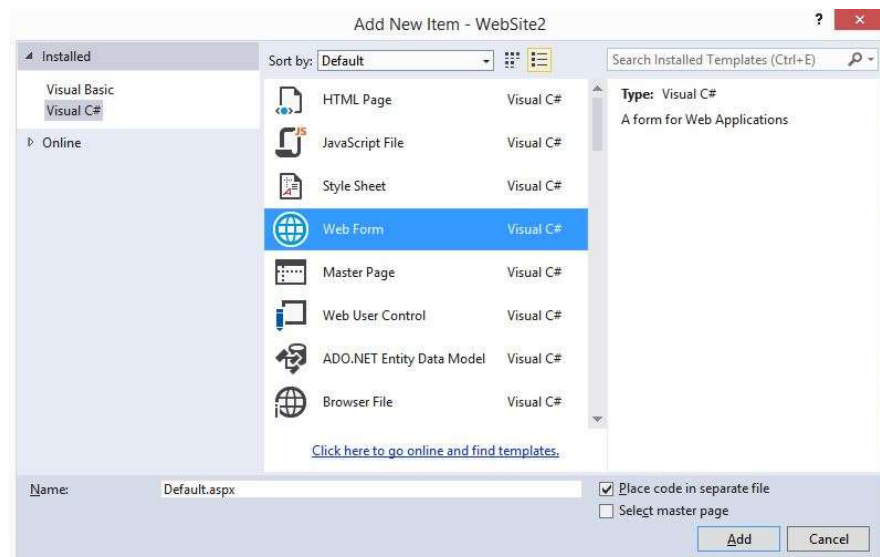 Add New Item - WebSite2
?
Installed
Visual Basic
Visual C#
Online
Sort by: Default
HTML Page Visual C#
JavaScript File Visual C#
Style Sheet Visual C#
Web Form Visual C#
Master Page Visual C#
Web User Control Visual C#
ADO.NET Entity Data Model Visual C#
Browser File Visual C#
Click here to go online and find templates.
Search Installed Templates (Ctrl+E)
Type: Visual C#
A form for Web Applications
Name: Default.aspx
Place code in separate file
Select master page
Add Cancel